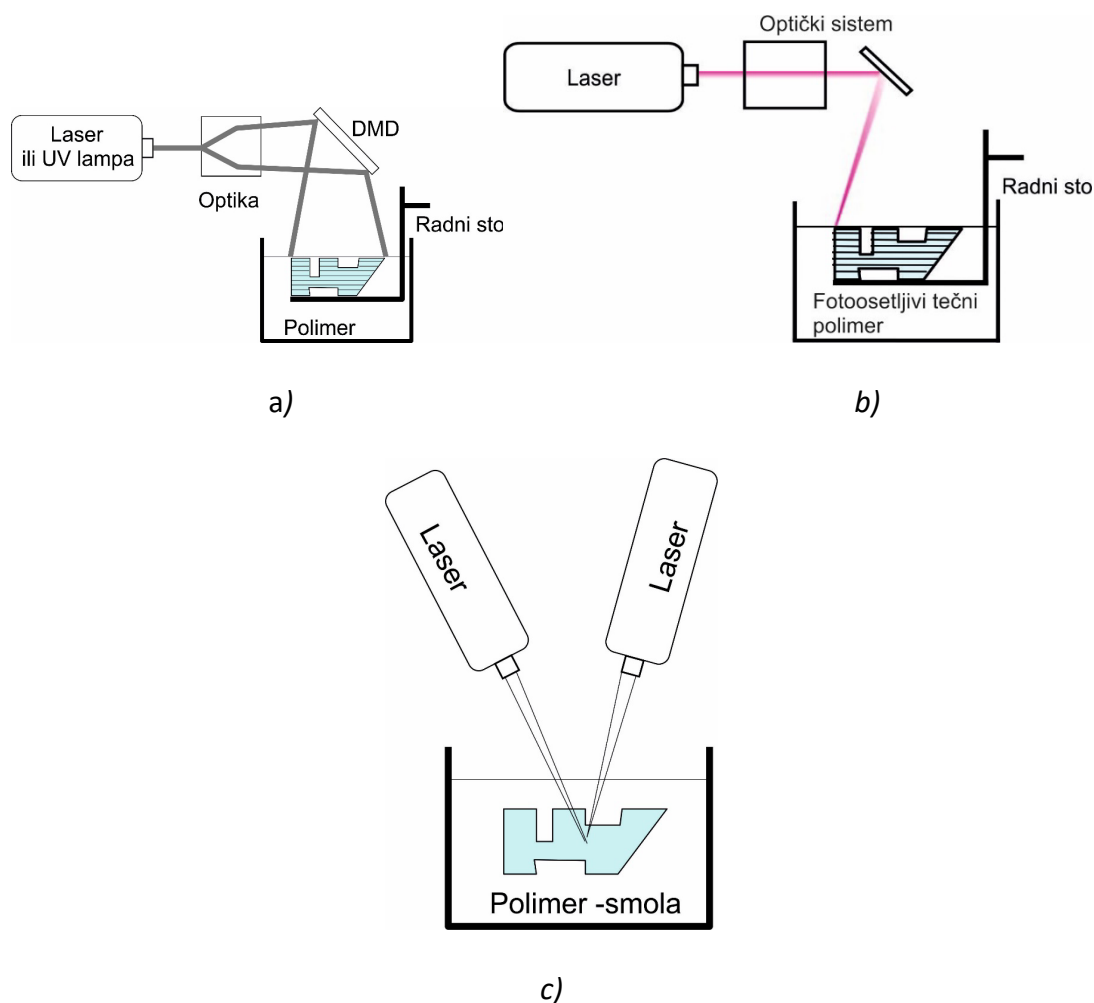 Laser
ili UV lampa
Optika
DMD
Radni sto
Polimer
a)
Optički sistem
Laser
Radni sto
Fotoosetljivi tečni
polimer
b)
Laser
Laser
Polimer -smola
c)